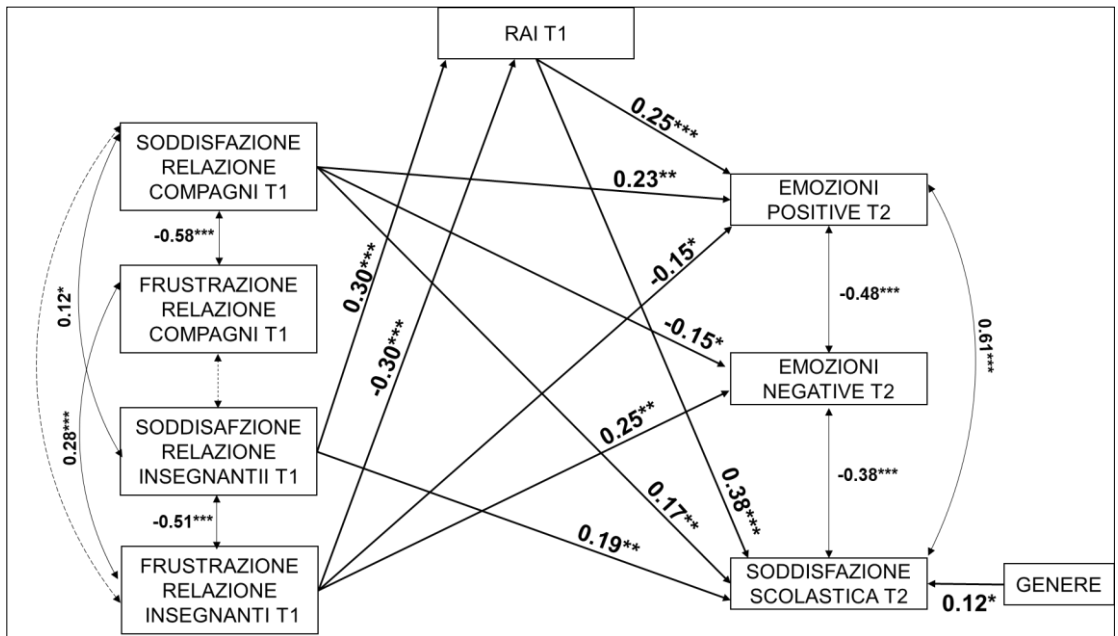 RAI T1
SODDISFAZIONE
RELAZIONE
COMPAGNI T1
-0.58***
FRUSTRAZIONE
RELAZIONE
COMPAGNI T1
SODDISAFZIONE
RELAZIONE
INSEGNANTII T1
-0.51***
FRUSTRAZIONE
RELAZIONE
INSEGNANTI T1
0.12*
0.28***
0.30***
-0.30***
0.25***
0.23**
-0.15*
-0.15*
0.25**
0.17**
0.38***
0.19**
EMOZIONI
POSITIVE T2
-0.48***
EMOZIONI
NEGATIVE T2
-0.38***
0.61***
SODDISFAZIONE
SCOLASTICA T2
GENERE
0.12*